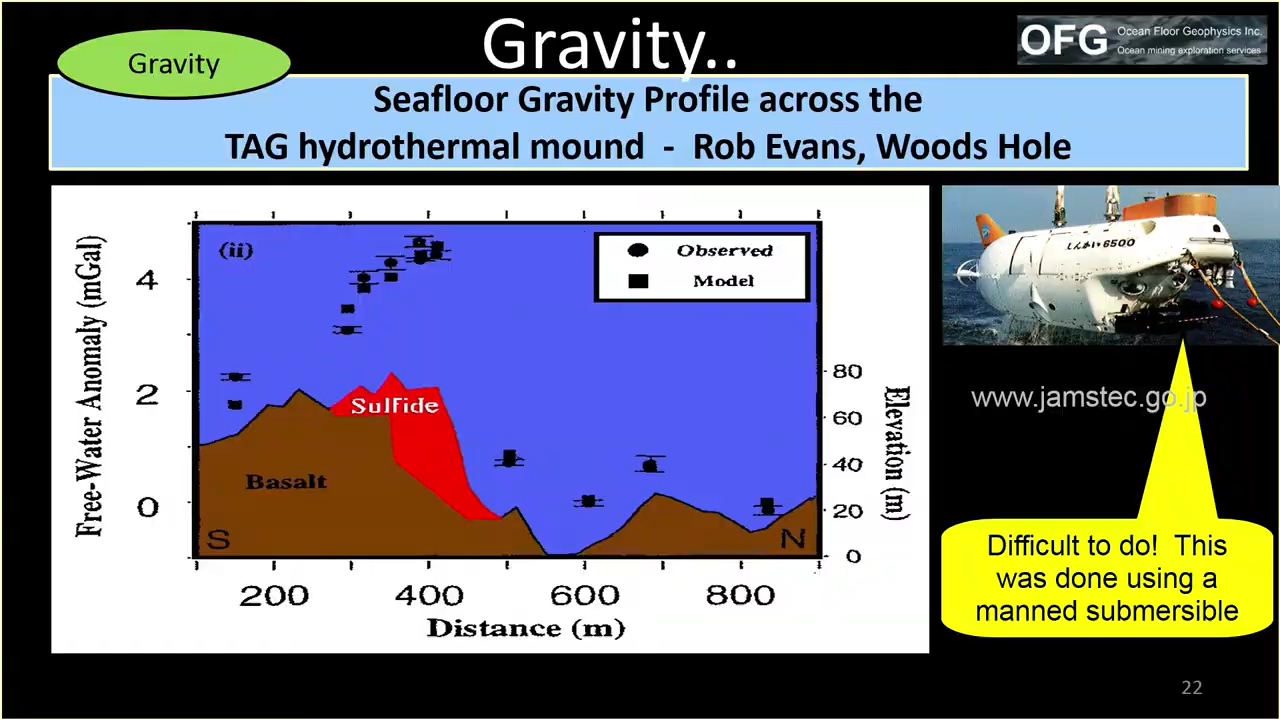 Gravity..
Gravity
OFG
Ocean Floor Geophysics Inc.
Ocean mining exploration services
Seafloor Gravity Profile across the
TAG hydrothermal mound - Rob Evans, Woods Hole
(ii)
Observed
Model
Free-Water Anomaly (mGal)
4
2
0
Sulfide
Basalt
S
N
80
60
40
20
0
Elevation (m)
200
400
600
800
Distance (m)
しんかい6500
www.jamstec.go.jp
Difficult to do! This
was done using a
manned submersible
22